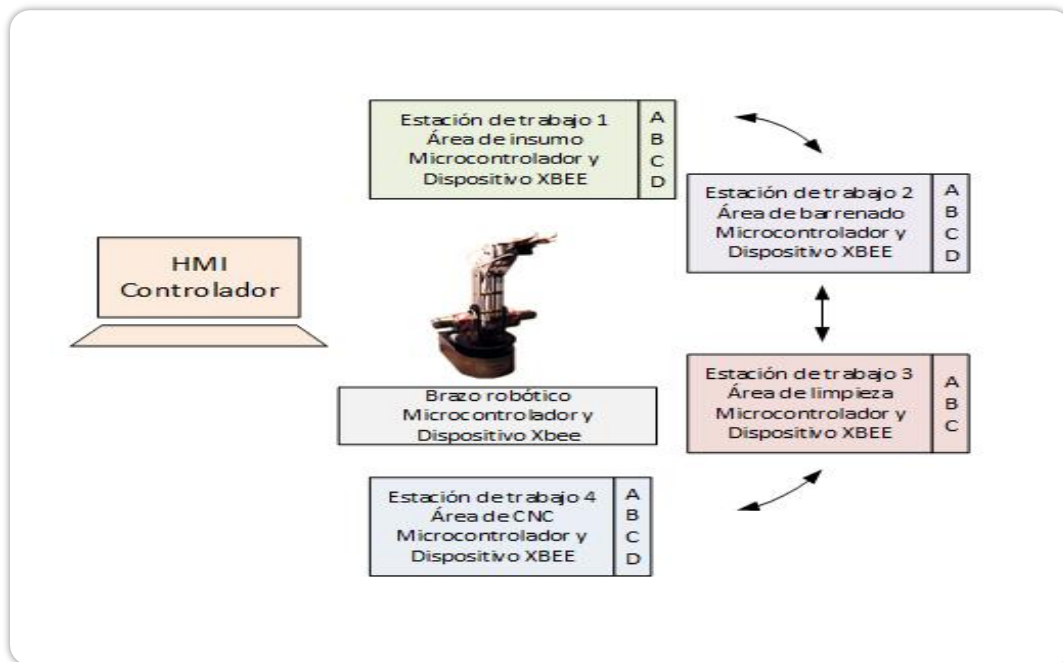 Estación de trabajo 1
Área de insumo
Microcontrolador y
Dispositivo XBEE
A
B
C
D
Estación de trabajo 2
Área de barrenado
Microcontrolador y
Dispositivo XBEE
A
B
C
D
HMI
Controlador
Brazo robótico
Microcontrolador y
Dispositivo Xbee
Estación de trabajo 3
Área de limpieza
Microcontrolador y
Dispositivo XBEE
A
B
C
Estación de trabajo 4
Área de CNC
Microcontrolador y
Dispositivo XBEE
A
B
C
D